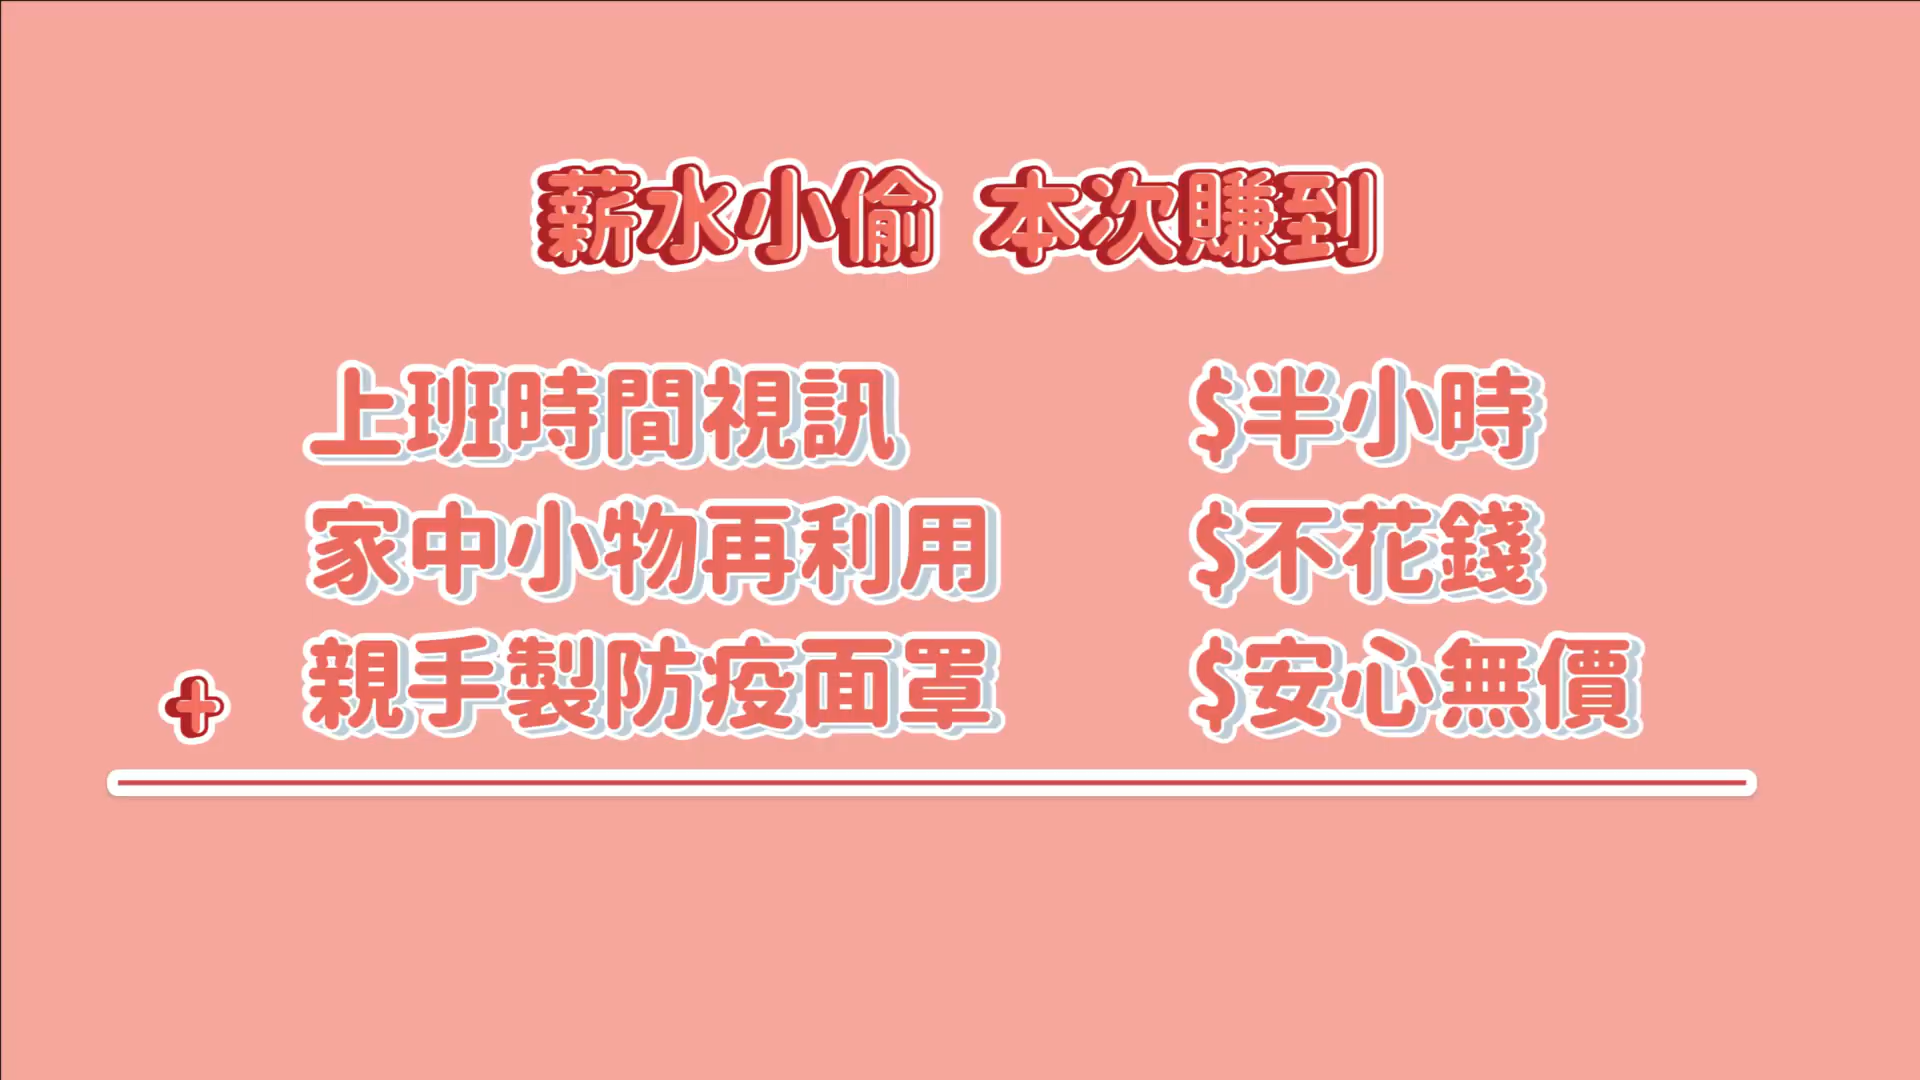 薪水小偷 本次賺到
上班時間視訊 $半小時
家中小物再利用 $不花錢
+ 親手製防疫面罩 $安心無價